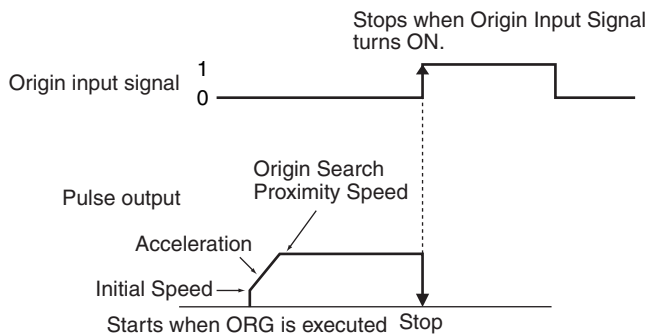 Stops when Origin Input Signal
turns ON.
Origin input signal
1
0
Origin Search
Proximity Speed
Pulse output
Acceleration
Initial Speed
Starts when ORG is executed
Stop